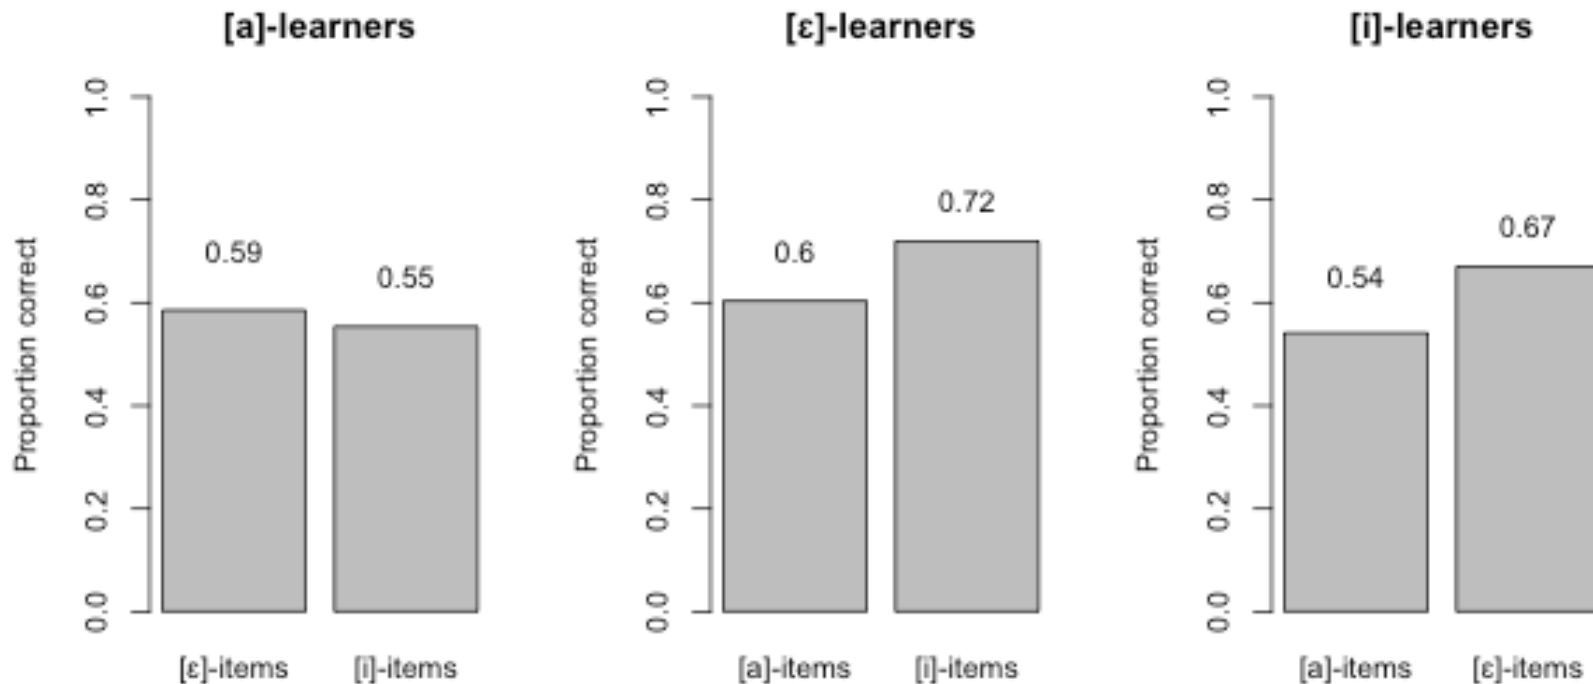 [a]-learners
Proportion correct
1.0
0.8
0.6
0.4
0.2
0.0
0.59
0.55
[ε]-items
[i]-items
[ε]-learners
Proportion correct
1.0
0.8
0.6
0.4
0.2
0.0
0.6
0.72
[a]-items
[i]-items
[i]-learners
Proportion correct
1.0
0.8
0.6
0.4
0.2
0.0
0.54
0.67
[a]-items
[ε]-items